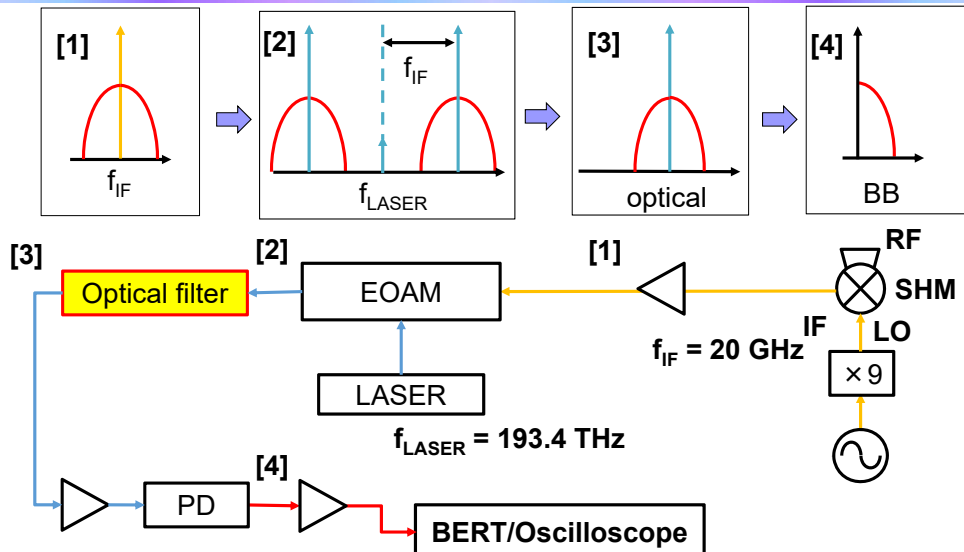 [1]
f_IF
[2]
f_IF
f_LASER
[3]
optical
[4]
BB
[3]
Optical filter
[2]
EOAM
[1]
RF
SHM
IF
LO
f_IF = 20 GHz
×9
LASER
f_LASER = 193.4 THz
[4]
PD
BERT/Oscilloscope